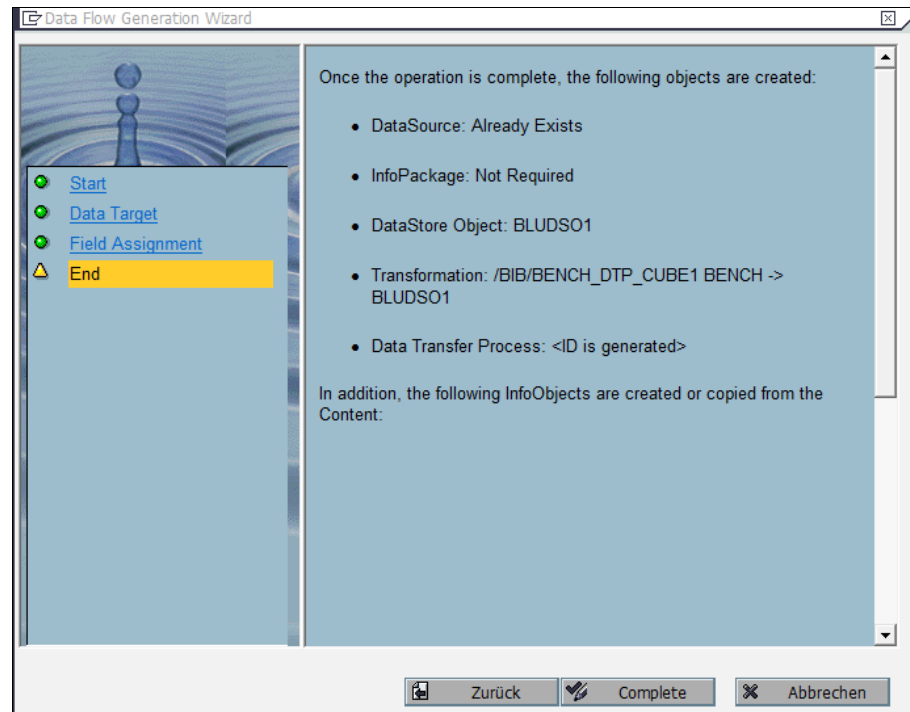 Data Flow Generation Wizard
Start
Data Target
Field Assignment
End
Once the operation is complete, the following objects are created:
• DataSource: Already Exists
• InfoPackage: Not Required
• DataStore Object: BLUDSO1
• Transformation: /BIB/BENCH_DTP_CUBE1 BENCH ->
BLUDSO1
• Data Transfer Process: <ID is generated>
In addition, the following InfoObjects are created or copied from the
Content:
Zurück
Complete
Abbrechen